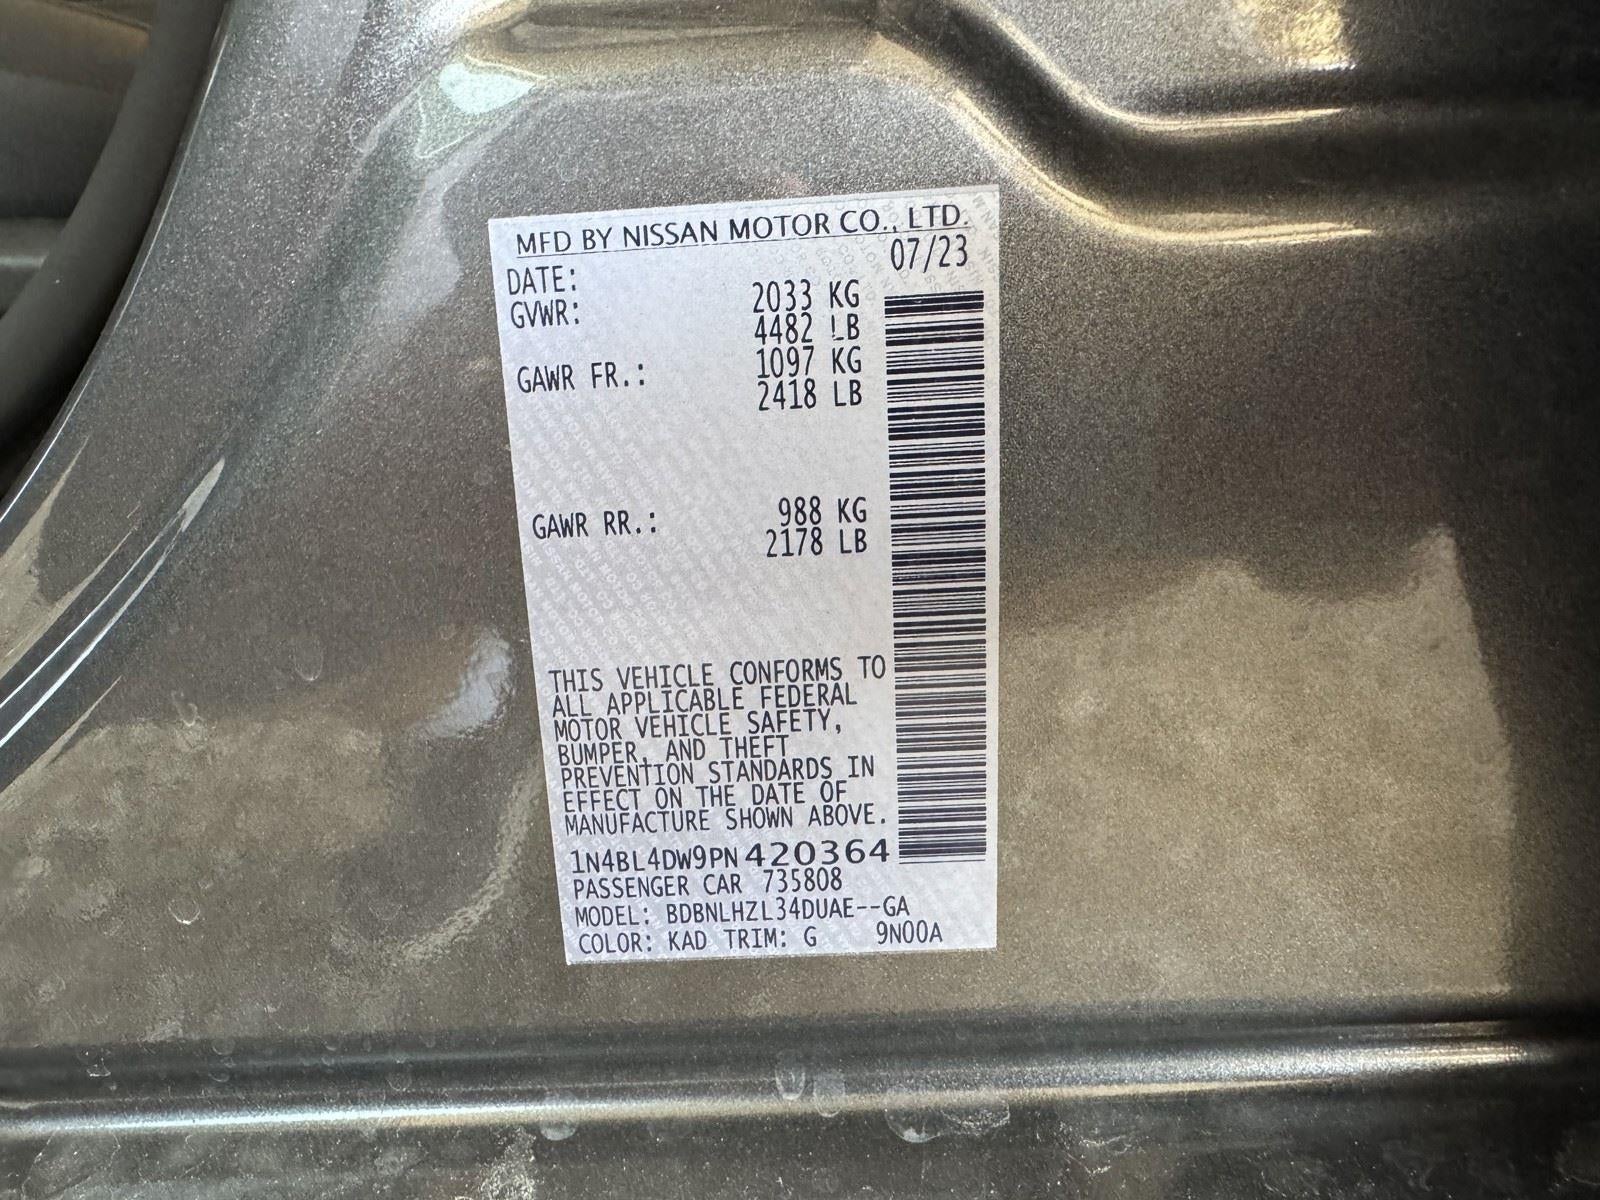 MFD BY NISSAN MOTOR CO., LTD.
DATE: 07/23
GVWR: 2033 KG
4482 LB
GAWR FR.: 1097 KG
2418 LB
GAWR RR.: 988 KG
2178 LB
THIS VEHICLE CONFORMS TO
ALL APPLICABLE FEDERAL
MOTOR VEHICLE SAFETY,
BUMPER, AND THEFT
PREVENTION STANDARDS IN
EFFECT ON THE DATE OF
MANUFACTURE SHOWN ABOVE.
1N4BL4DW9PN420364
PASSENGER CAR 735808
MODEL: BDBNLHZL34DUAE--GA
COLOR: KAD TRIM: G 9N00A